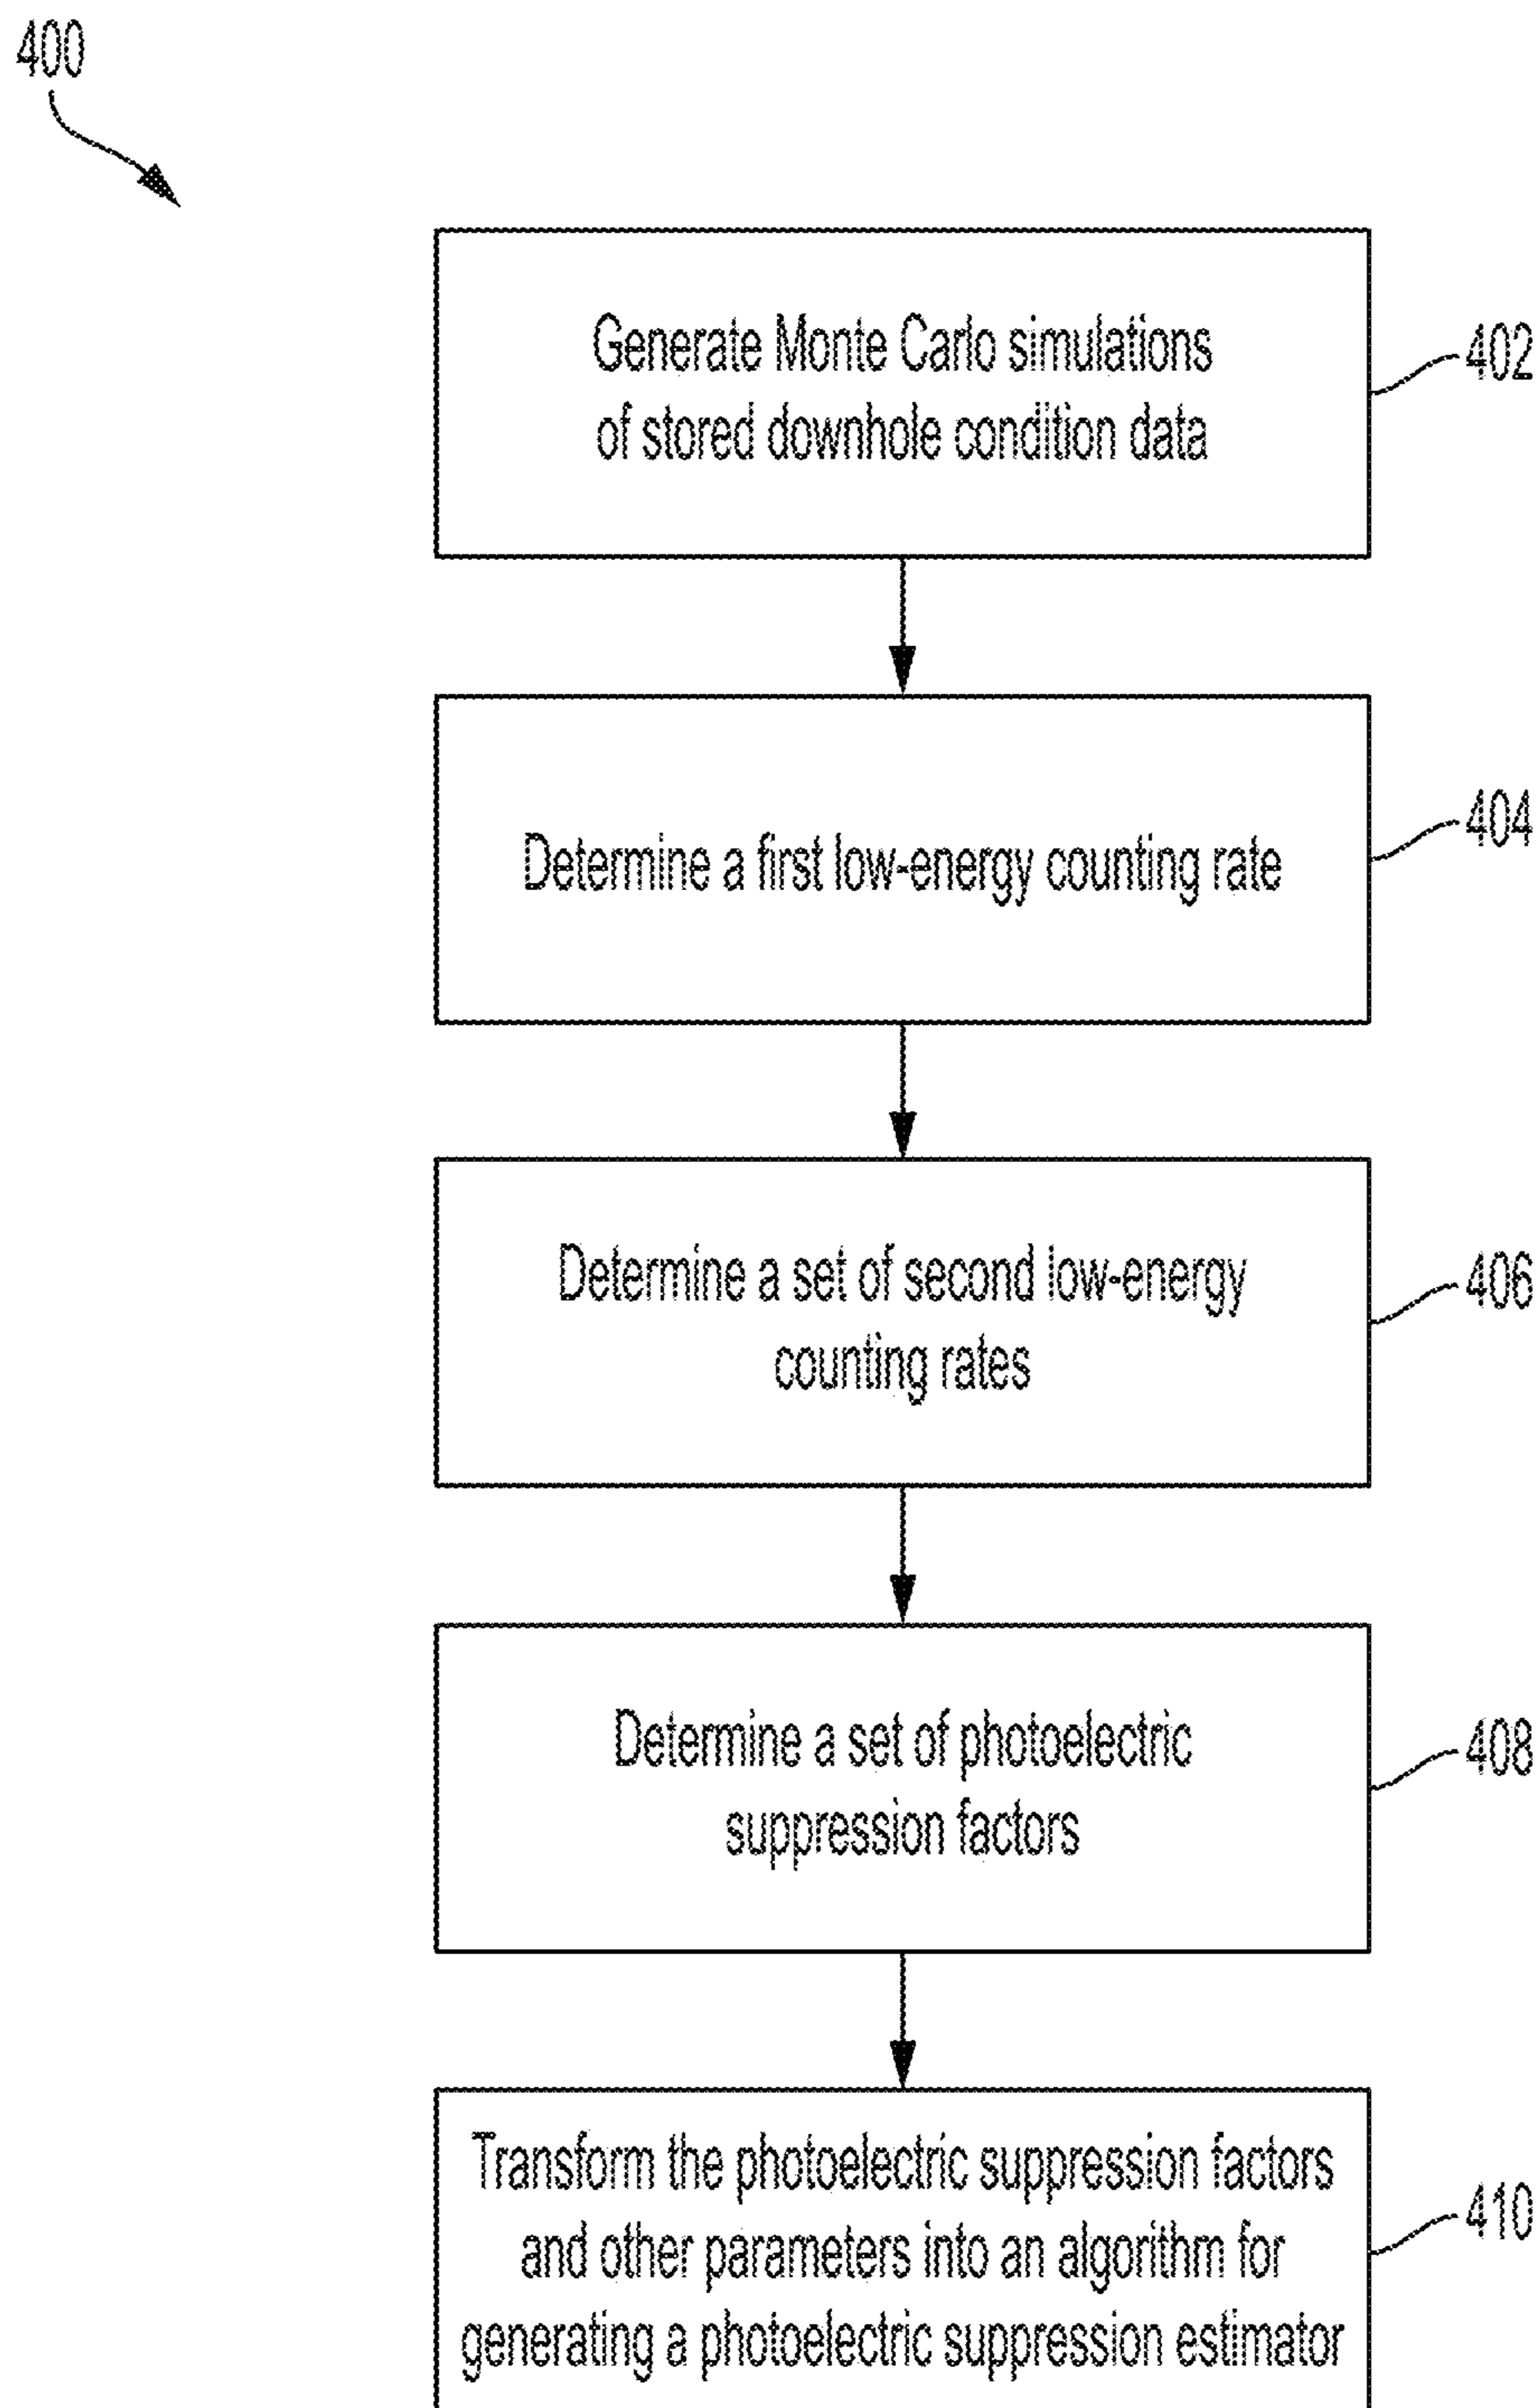 400
Generate Monte Carlo simulations
of stored downhole condition data
402
Determine a first low-energy counting rate
404
Determine a set of second low-energy
counting rates
406
Determine a set of photoelectric
suppression factors
408
Transform the photoelectric suppression factors
and other parameters into an algorithm for
generating a photoelectric suppression estimator
410